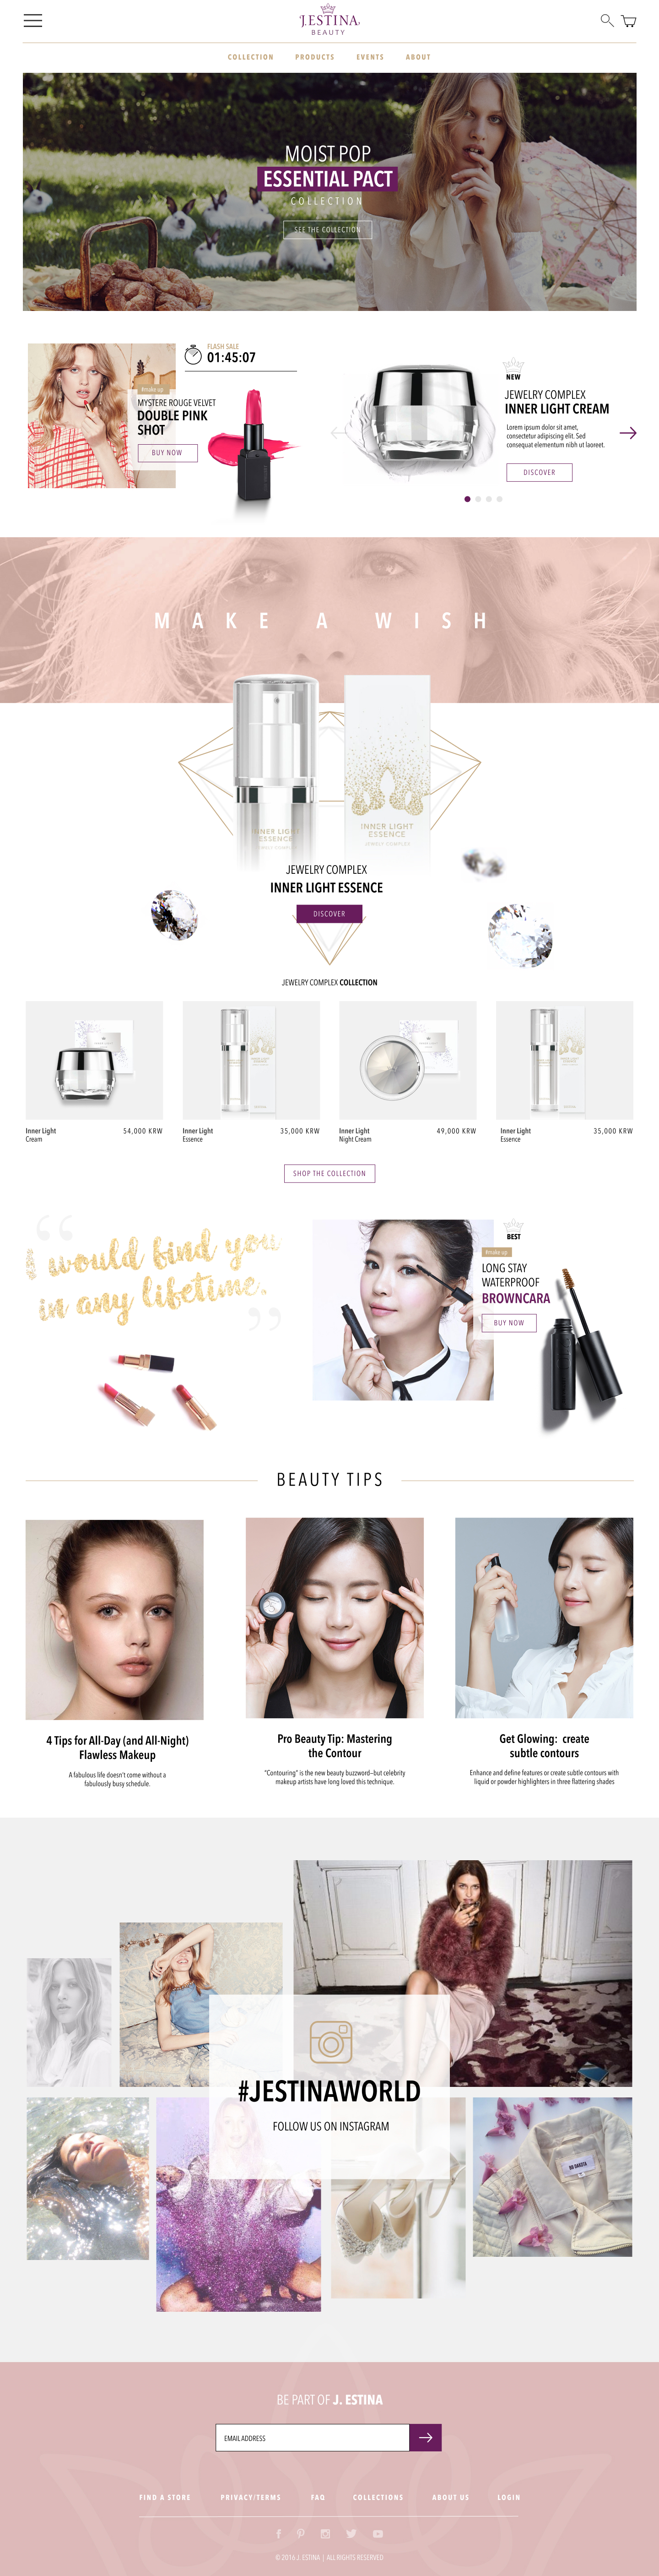 J.ESTINA
BEAUTY
COLLECTION
PRODUCTS
EVENTS
ABOUT
MOIST POP
ESSENTIAL PACT
COLLECTION
SEE THE COLLECTION
FLASH SALE
01:45:07
#make up
MYSTERE ROUGE VELVET
DOUBLE PINK
SHOT
BUY NOW
NEW
JEWELRY COMPLEX
INNER LIGHT CREAM
Lorem ipsum dolor sit amet,
consectetur adipiscing elit. Sed
consequat elementum nibh ut laoreet.
DISCOVER
MAKE A WISH
INNER LIGHT
ESSENCE
INNER LIGHT
ESSENCE
JEWELY COMPLEX
JEWELRY COMPLEX
INNER LIGHT ESSENCE
DISCOVER
JEWELRY COMPLEX COLLECTION
Inner Light
Cream
54,000 KRW
Inner Light
Essence
35,000 KRW
Inner Light
Night Cream
49,000 KRW
Inner Light
Essence
35,000 KRW
SHOP THE COLLECTION
“
I would find you
in any lifetime.
”
BEST
#make up
LONG STAY
WATERPROOF
BROWNCARA
BUY NOW
BEAUTY TIPS
4 Tips for All-Day (and All-Night)
Flawless Makeup
A fabulous life doesn't come without a
fabulously busy schedule.
Pro Beauty Tip: Mastering
the Contour
"Contouring" is the new beauty buzzword–but celebrity
makeup artists have long loved this technique.
Get Glowing: create
subtle contours
Enhance and define features or create subtle contours with
liquid or powder highlighters in three flattering shades
#JESTINAWORLD
FOLLOW US ON INSTAGRAM
BE PART OF J. ESTINA
EMAIL ADDRESS
FIND A STORE
PRIVACY/TERMS
FAQ
COLLECTIONS
ABOUT US
LOGIN
© 2016 J. ESTINA | ALL RIGHTS RESERVED